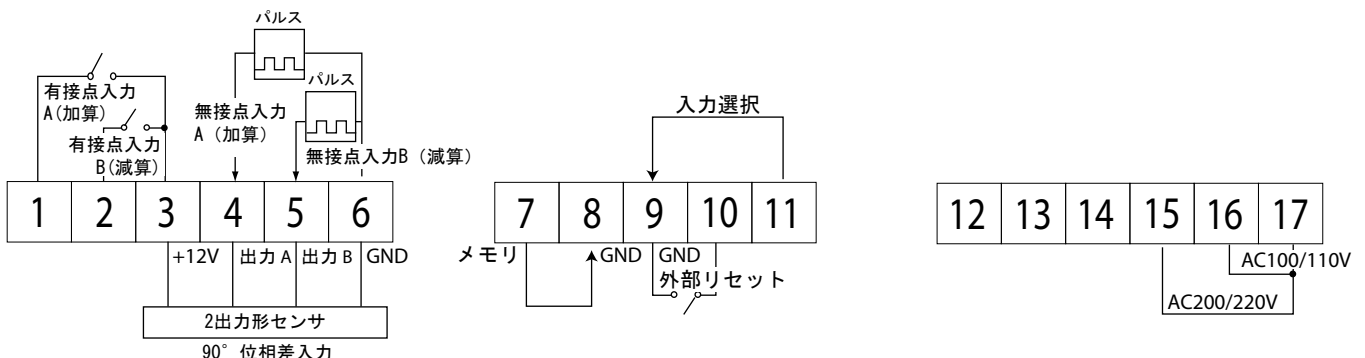 パルス
有接点入力
A(加算)
有接点入力
B(減算)
無接点入力
A (加算)
パルス
無接点入力B (減算)
1 2 3 4 5 6
+12V 出力A 出力B GND
2出力形センサ
90° 位相差入力
入力選択
7 8 9 10 11
メモリ GND GND
外部リセット
12 13 14 15 16 17
AC100/110V
AC200/220V